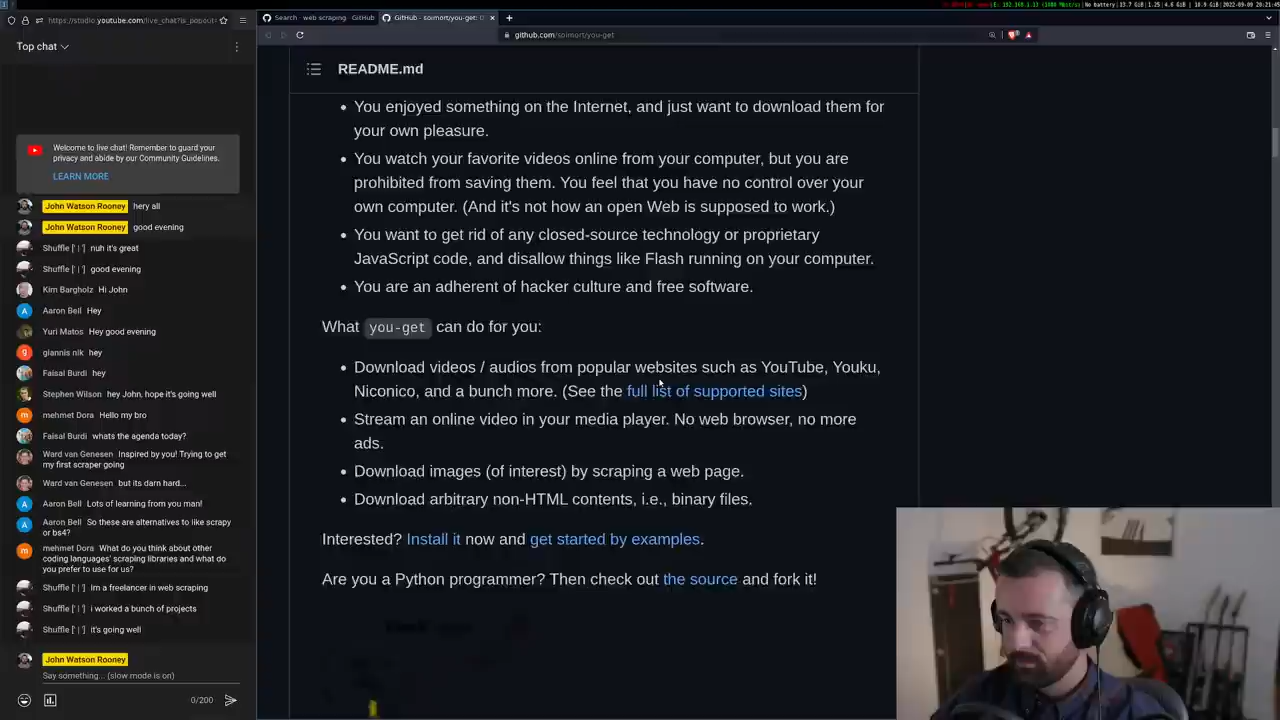 https://studio.youtube.com/live_chat?is_popout=
Search · web scraping · GitHub
GitHub - soimort/you-get:
github.com/soimort/you-get
No battery
2022-09-09 20:21:45
Top chat
Welcome to live chat! Remember to guard your
privacy and abide by our Community Guidelines.
LEARN MORE
John Watson Rooney hery all
John Watson Rooney good evening
Shuffle [' | '] nuh it's great
Shuffle [' | '] good evening
Kim Bargholz Hi John
Aaron Bell Hey
Yuri Matos Hey good evening
giannis nik hey
Faisal Burdi hey
Stephen Wilson hey John, hope it's going well
mehmet Dora Hello my bro
Faisal Burdi whats the agenda today?
Ward van Genesen Inspired by you! Trying to get
my first scraper going
Ward van Genesen but its darn hard...
Aaron Bell Lots of learning from you man!
Aaron Bell So these are alternatives to like scrapy
or bs4?
mehmet Dora What do you think about other
coding languages' scraping libraries and what do
you prefer to use for us?
Shuffle [' | '] Im a freelancer in web scraping
Shuffle [' | '] i worked a bunch of projects
Shuffle [' | '] it's going well
John Watson Rooney
Say something... (slow mode is on)
0/200
README.md
• You enjoyed something on the Internet, and just want to download them for
your own pleasure.
• You watch your favorite videos online from your computer, but you are
prohibited from saving them. You feel that you have no control over your
own computer. (And it's not how an open Web is supposed to work.)
• You want to get rid of any closed-source technology or proprietary
JavaScript code, and disallow things like Flash running on your computer.
• You are an adherent of hacker culture and free software.
What you-get can do for you:
• Download videos / audios from popular websites such as YouTube, Youku,
Niconico, and a bunch more. (See the full list of supported sites)
• Stream an online video in your media player. No web browser, no more
ads.
• Download images (of interest) by scraping a web page.
• Download arbitrary non-HTML contents, i.e., binary files.
Interested? Install it now and get started by examples.
Are you a Python programmer? Then check out the source and fork it!